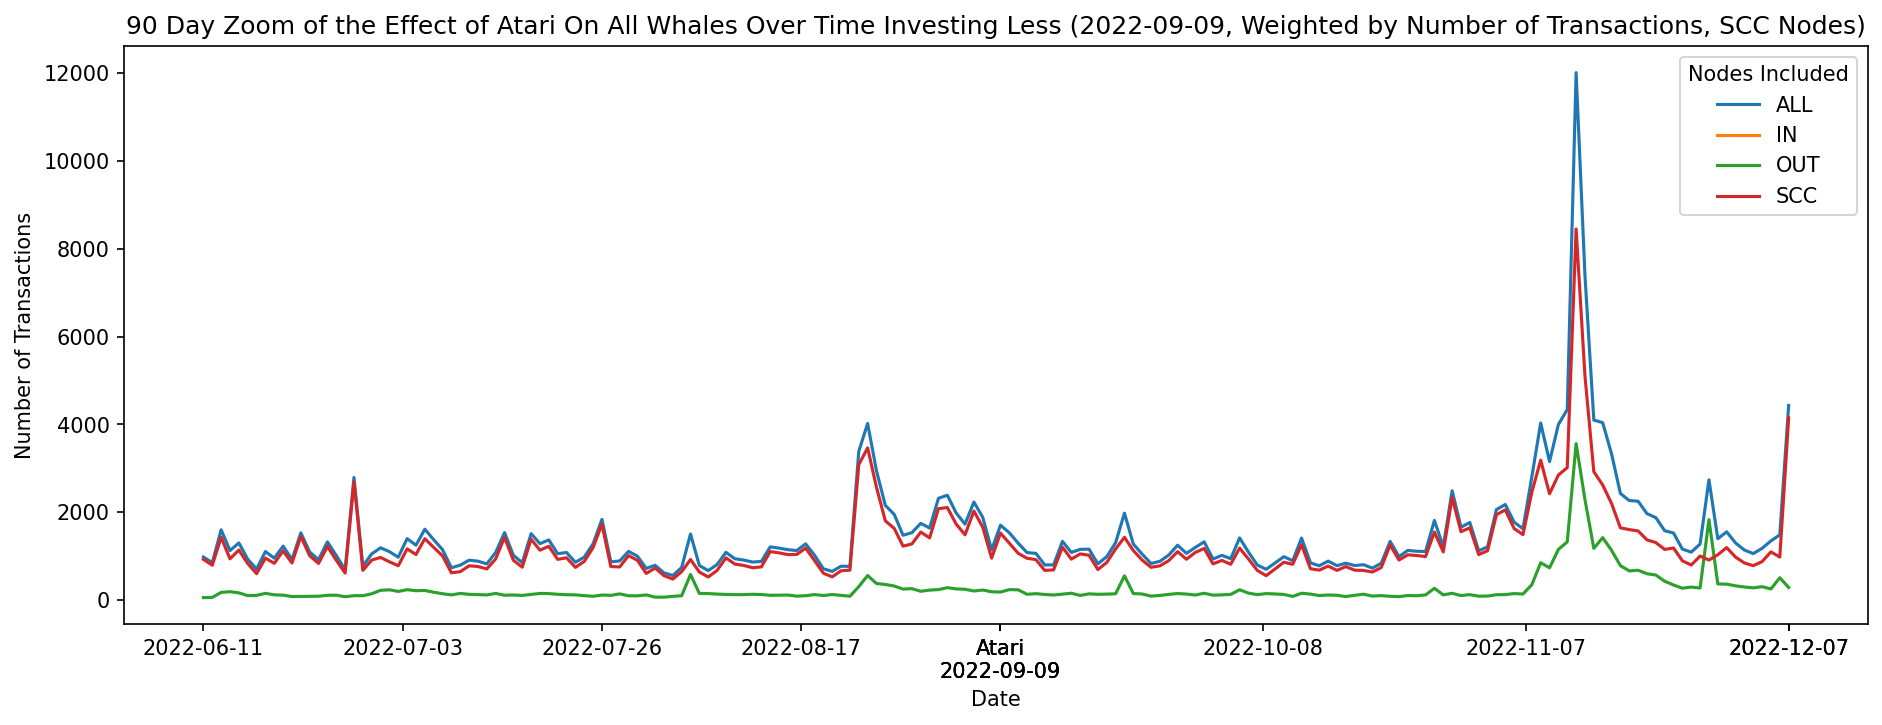 90 Day Zoom of the Effect of Atari On All Whales Over Time Investing Less (2022-09-09, Weighted by Number of Transactions, SCC Nodes)
Nodes Included
ALL
IN
OUT
SCC
Number of Transactions
12000
10000
8000
6000
4000
2000
0
2022-06-11
2022-07-03
2022-07-26
2022-08-17
Atari
2022-09-09
2022-10-08
2022-11-07
2022-12-07
Date